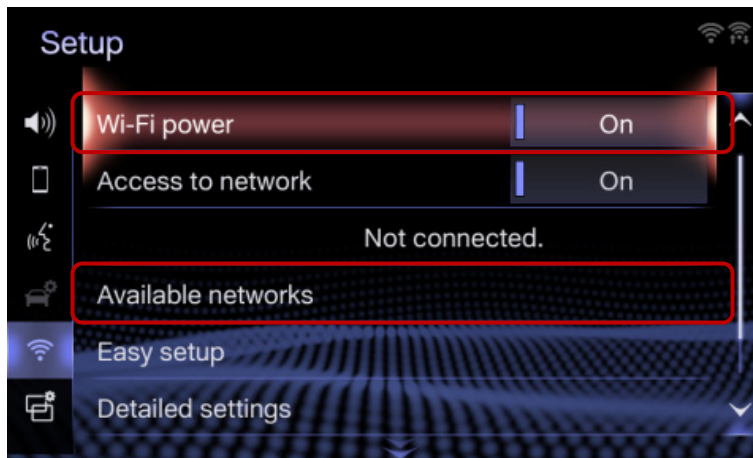 Setup
Wi-Fi power On
Access to network On
Not connected.
Available networks
Easy setup
Detailed settings